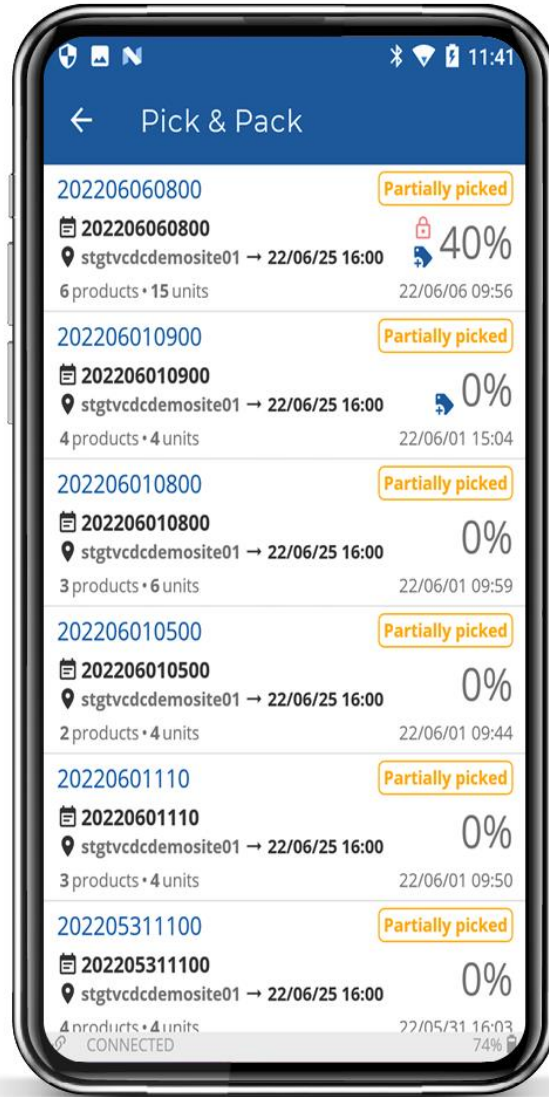 11:41
Pick & Pack
202206060800 Partially picked
202206060800
stgtvcdcdemosite01 → 22/06/25 16:00 40%
6 products • 15 units 22/06/06 09:56
202206010900 Partially picked
202206010900
stgtvcdcdemosite01 → 22/06/25 16:00 0%
4 products • 4 units 22/06/01 15:04
202206010800 Partially picked
202206010800
stgtvcdcdemosite01 → 22/06/25 16:00 0%
3 products • 6 units 22/06/01 09:59
202206010500 Partially picked
202206010500
stgtvcdcdemosite01 → 22/06/25 16:00 0%
2 products • 4 units 22/06/01 09:44
20220601110 Partially picked
20220601110
stgtvcdcdemosite01 → 22/06/25 16:00 0%
3 products • 4 units 22/06/01 09:50
202205311100 Partially picked
202205311100
stgtvcdcdemosite01 → 22/06/25 16:00 0%
4 products • 4 units 22/05/31 16:03
CONNECTED 74%